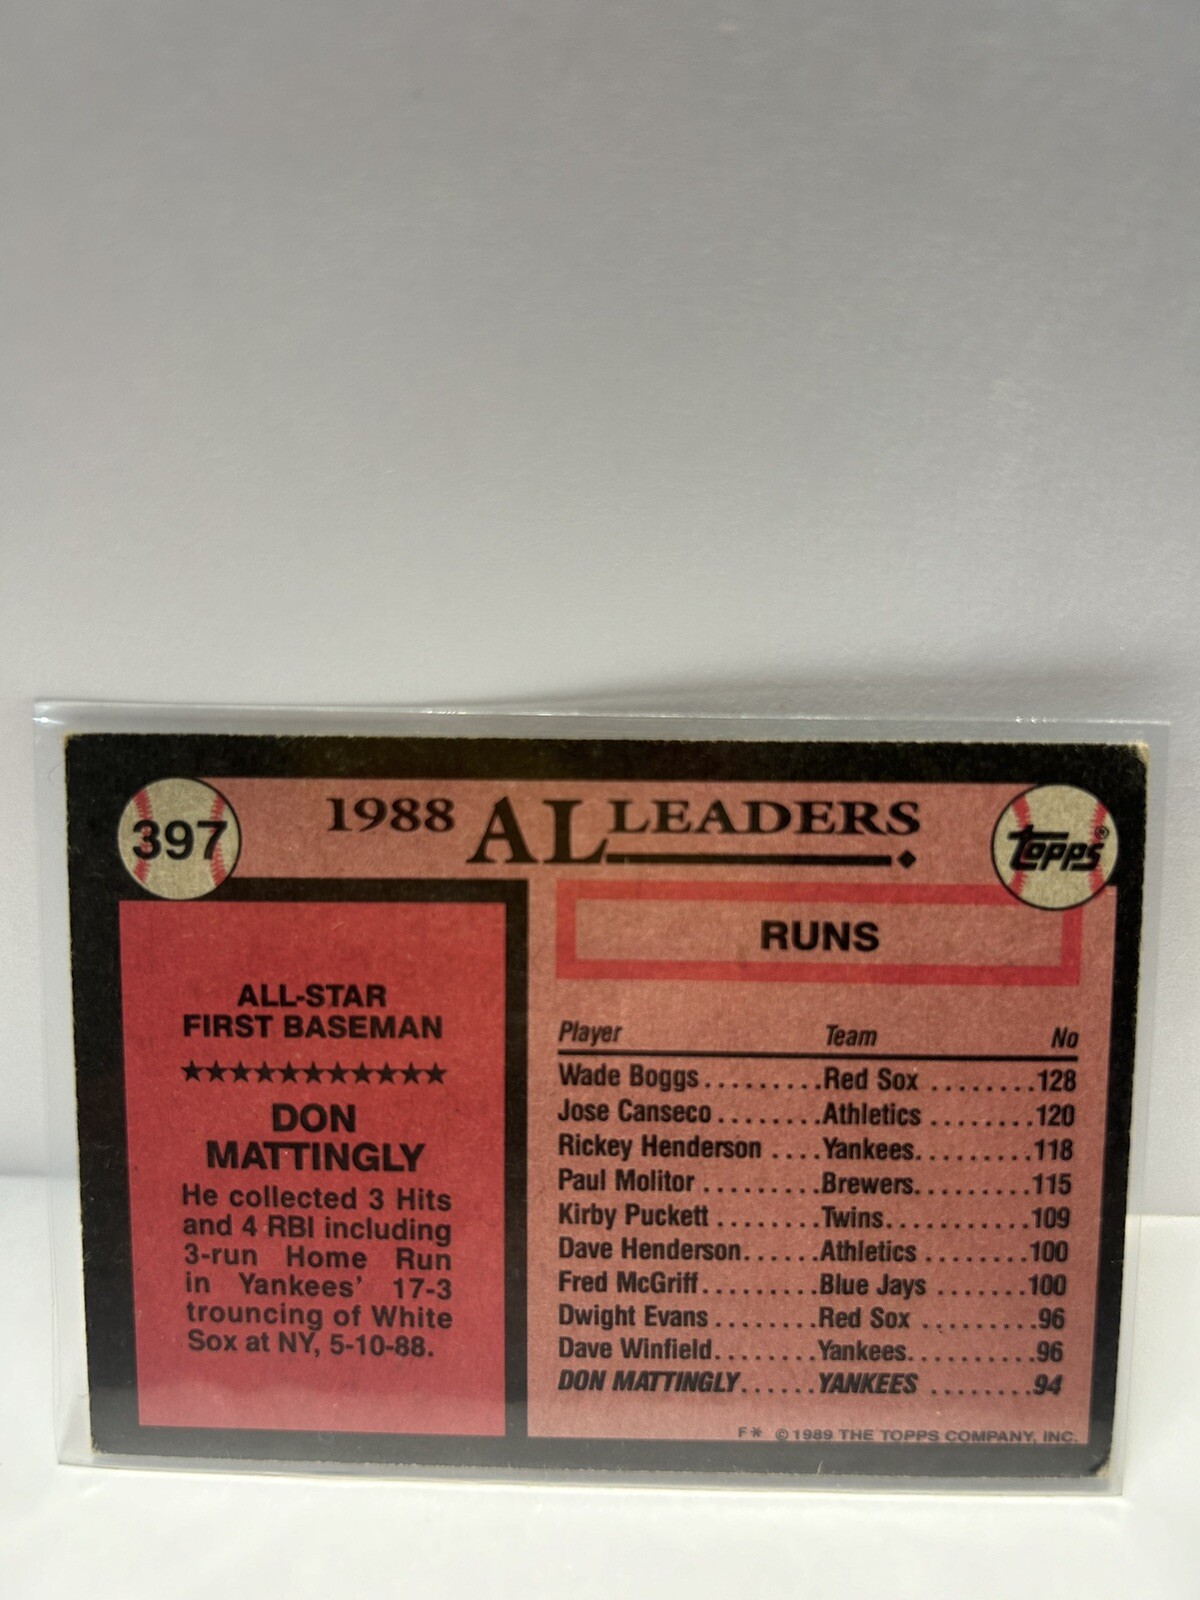 397
1988 AL LEADERS
Topps®
ALL-STAR
FIRST BASEMAN
★★★★★★★★★★★
DON
MATTINGLY
He collected 3 Hits
and 4 RBI including
3-run Home Run
in Yankees' 17-3
trouncing of White
Sox at NY, 5-10-88.
RUNS
Player Team No
Wade Boggs.........Red Sox ........128
Jose Canseco ........Athletics ........120
Rickey Henderson ....Yankees.........118
Paul Molitor .........Brewers.........115
Kirby Puckett ........Twins...........109
Dave Henderson......Athletics ........100
Fred McGriff.........Blue Jays .......100
Dwight Evans ........Red Sox .........96
Dave Winfield........Yankees..........96
DON MATTINGLY......YANKEES ........94
F* ©1989 THE TOPPS COMPANY, INC.